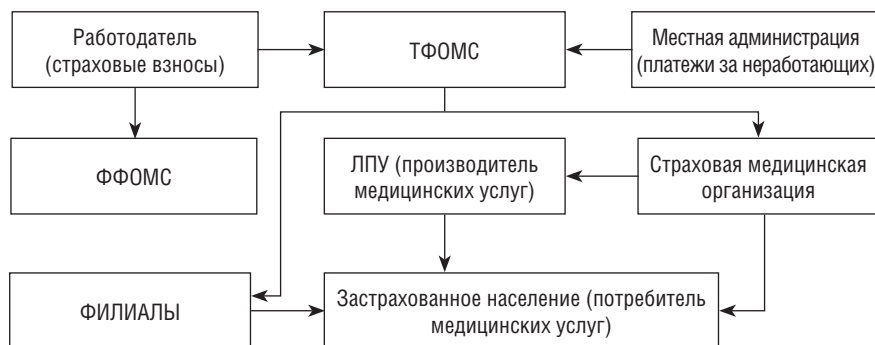 Работодатель
(страховые взносы)
ТФОМС
Местная администрация
(платежи за неработающих)
ФФОМС
ЛПУ (производитель
медицинских услуг)
Страховая медицинская
организация
ФИЛИАЛЫ
Застрахованное население (потребитель
медицинских услуг)